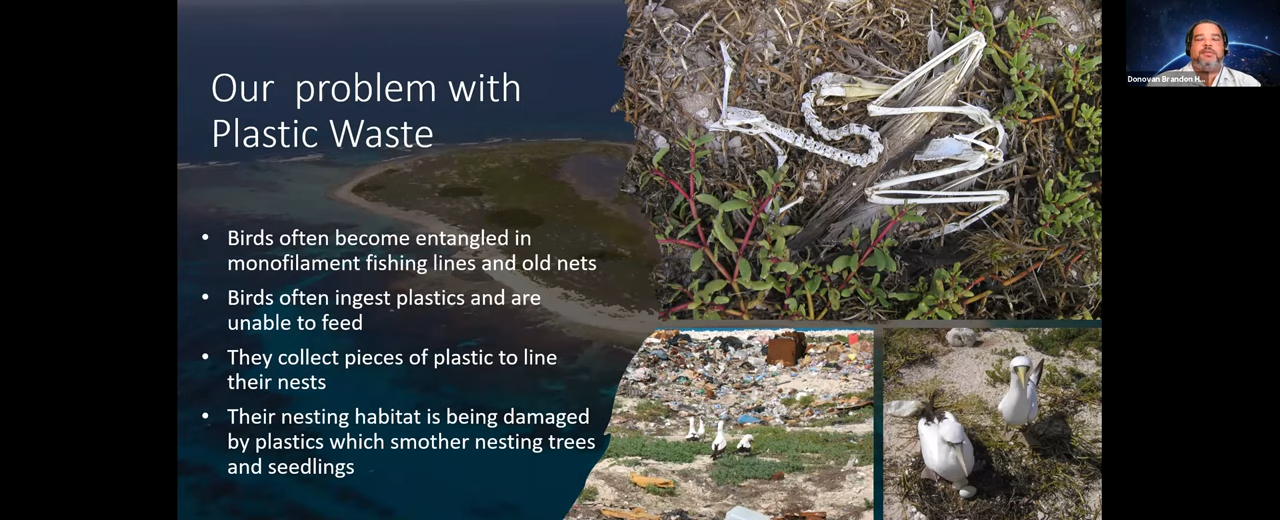 Our  problem with
Plastic Waste
• Birds often become entangled in
monofilament fishing lines and old nets
• Birds often ingest plastics and are
unable to feed
• They collect pieces of plastic to line
their nests
• Their nesting habitat is being damaged
by plastics which smother nesting trees
and seedlings
Donovan Brandon H...